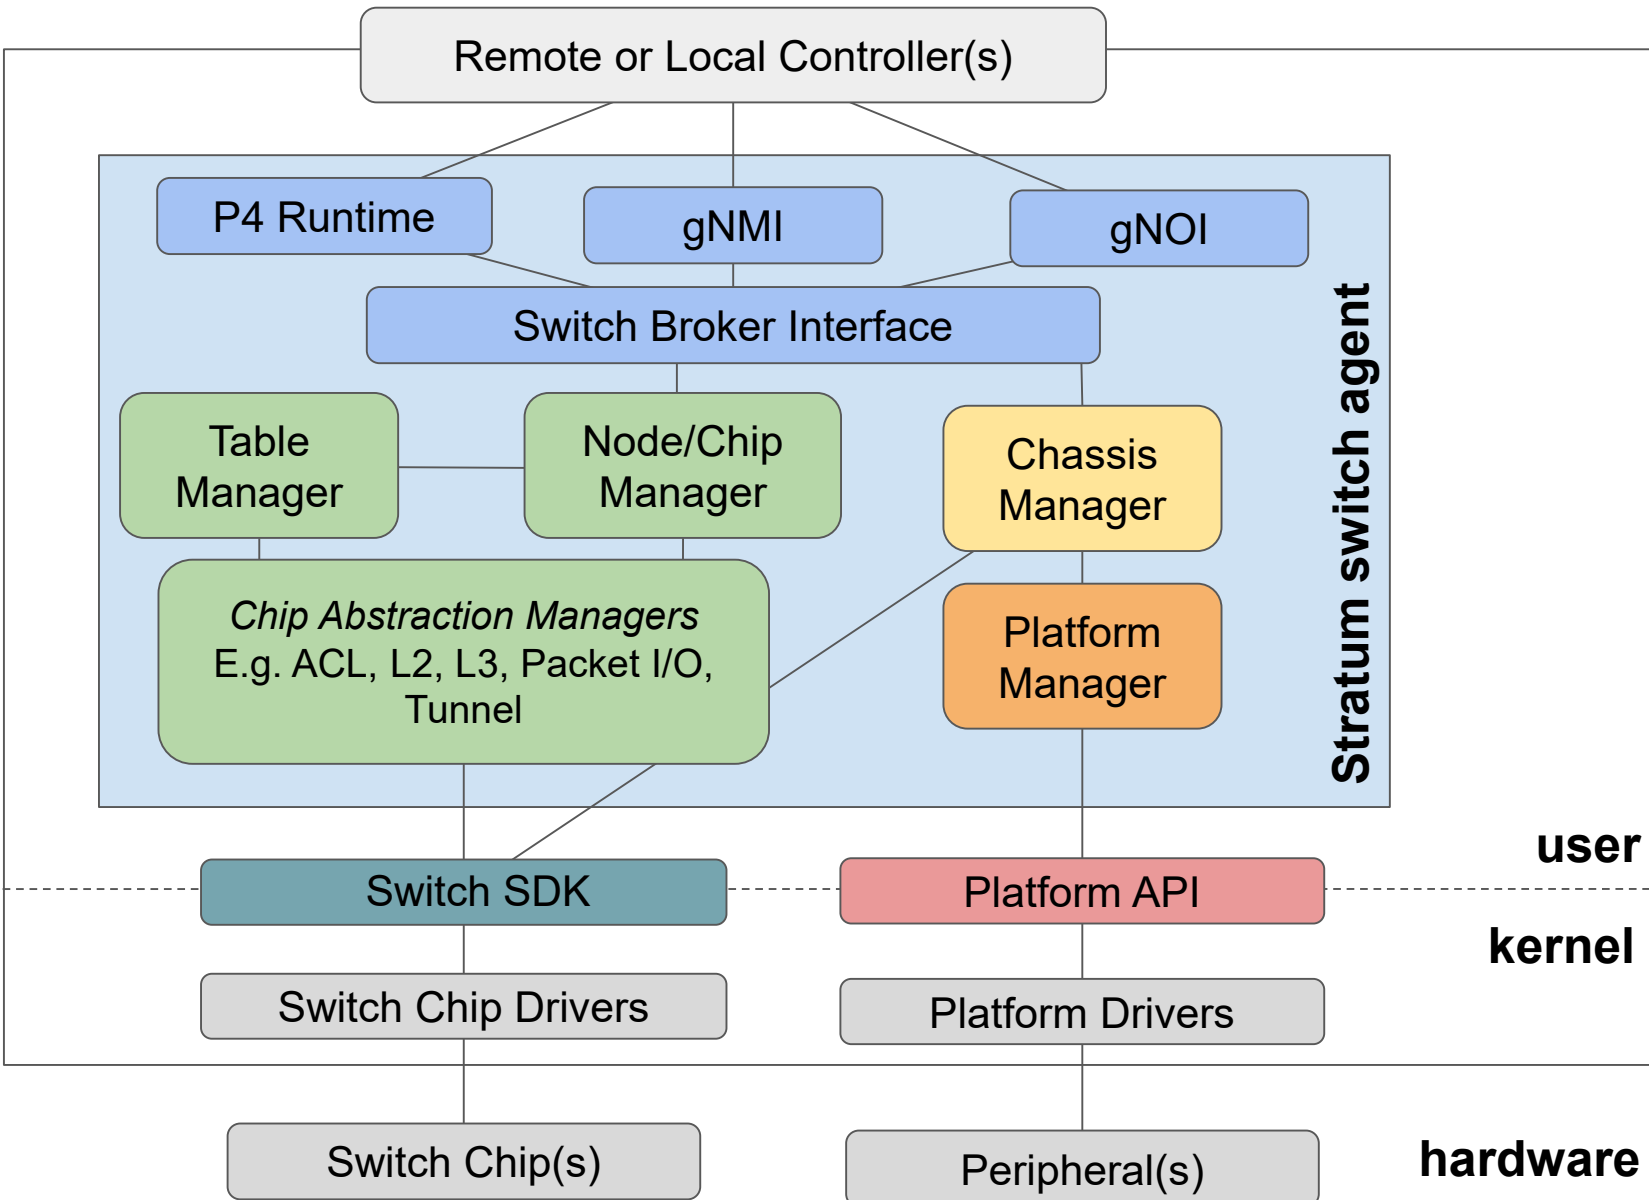 Remote or Local Controller(s)
P4 Runtime
gNMI
gNOI
Switch Broker Interface
Table
Manager
Node/Chip
Manager
Chassis
Manager
Chip Abstraction Managers
E.g. ACL, L2, L3, Packet I/O,
Tunnel
Platform
Manager
Stratum switch agent
user
Switch SDK
Platform API
kernel
Switch Chip Drivers
Platform Drivers
Switch Chip(s)
Peripheral(s)
hardware